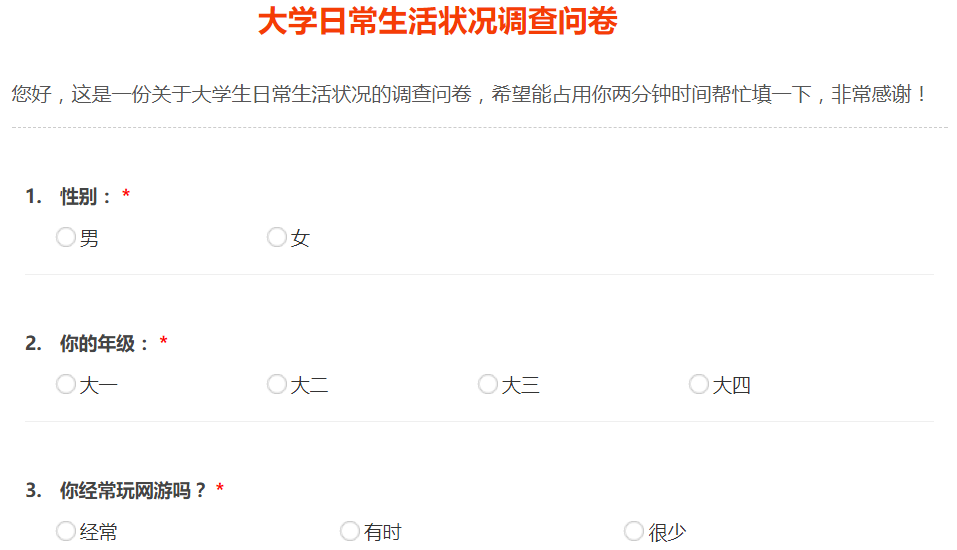 大学日常生活状况调查问卷
您好，这是一份关于大学生日常生活状况的调查问卷，希望能占用你两分钟时间帮忙填一下，非常感谢！
1. 性别： *
男 女
2. 你的年级： *
大一 大二 大三 大四
3. 你经常玩网游吗？ *
经常 有时 很少